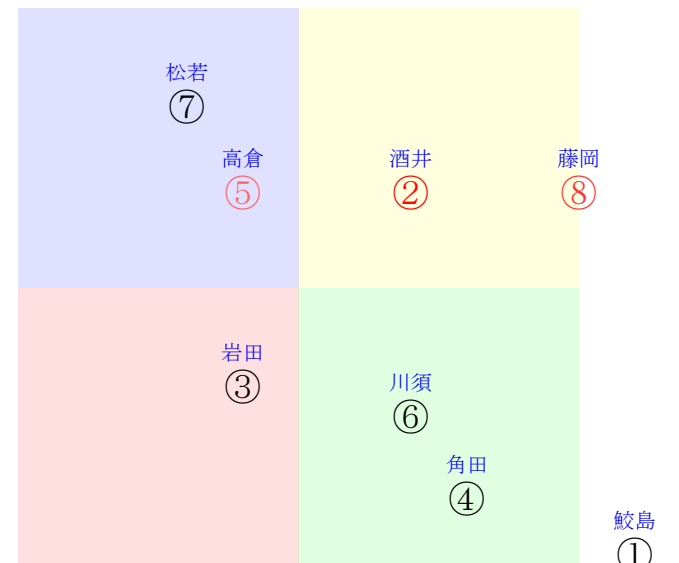 松若
⑦
高倉
⑤
酒井
②
藤岡
⑧
岩田
③
川須
⑥
角田
④
鮫島
①